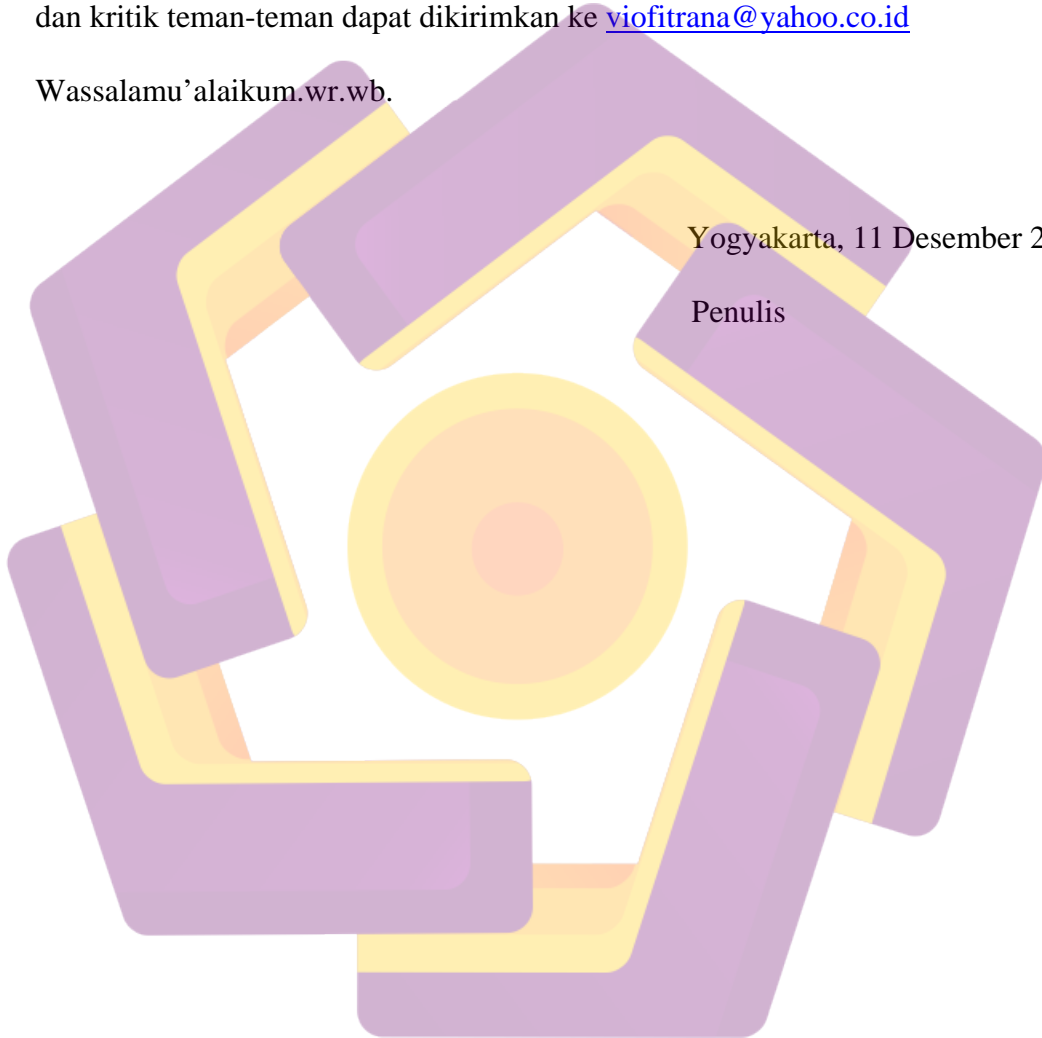 dan kritik teman-teman dapat dikirimkan ke viofitrana@yahoo.co.id
Wassalamu’alaikum.wr.wb.
Yogyakarta, 11 Desember 2
Penulis